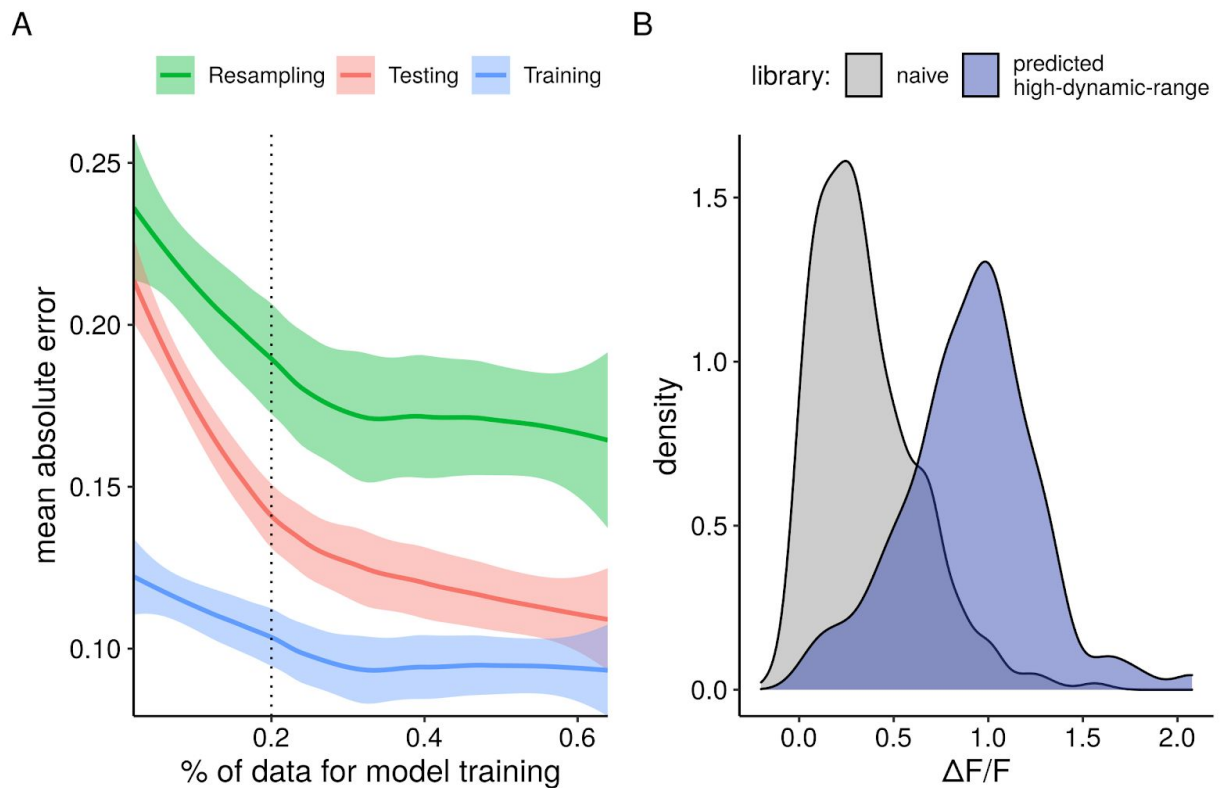 A
Resampling Testing Training
mean absolute error
0.25
0.20
0.15
0.10
0.2 0.4 0.6
% of data for model training
B
library: naive predicted
high-dynamic-range
density
1.5
1.0
0.5
0.0
0.0 0.5 1.0 1.5 2.0
ΔF/F